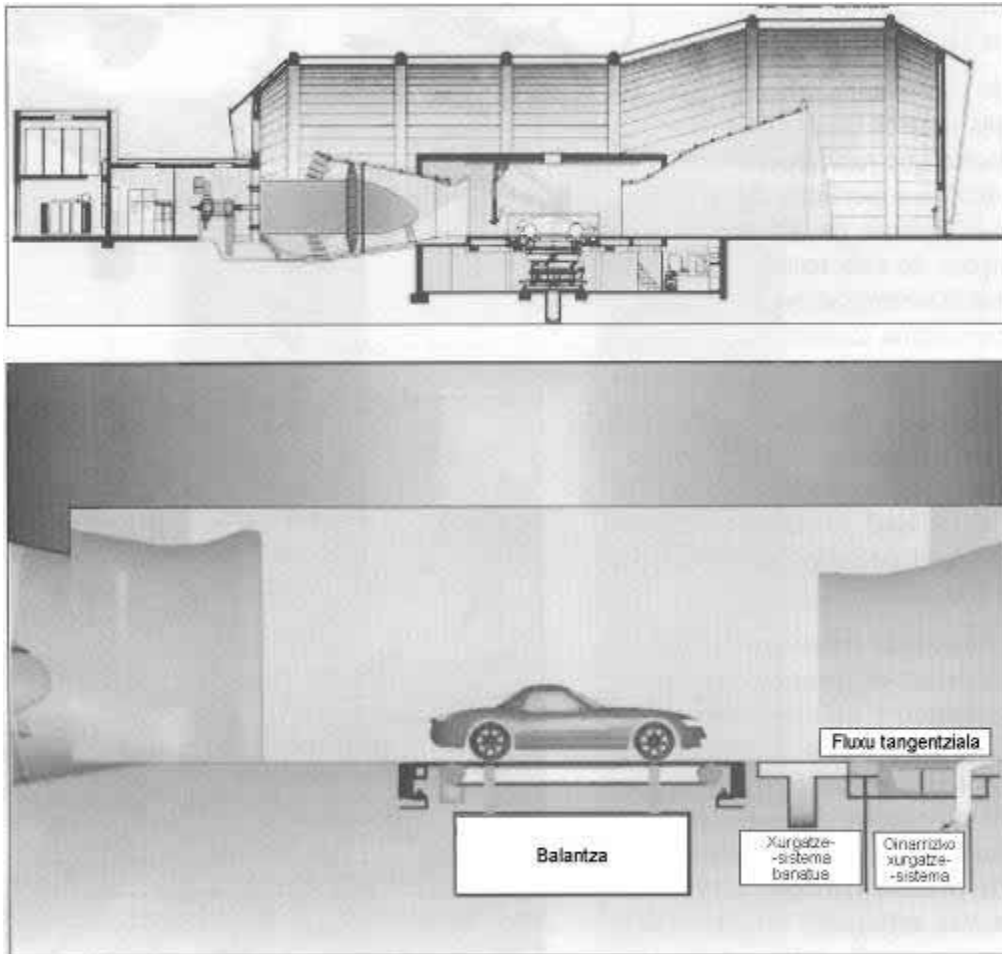 Fluxu tangentziala
Balantza
Xurgatze-
-sistema
banatua
Oinarrizko
xurgatze-
-sistema